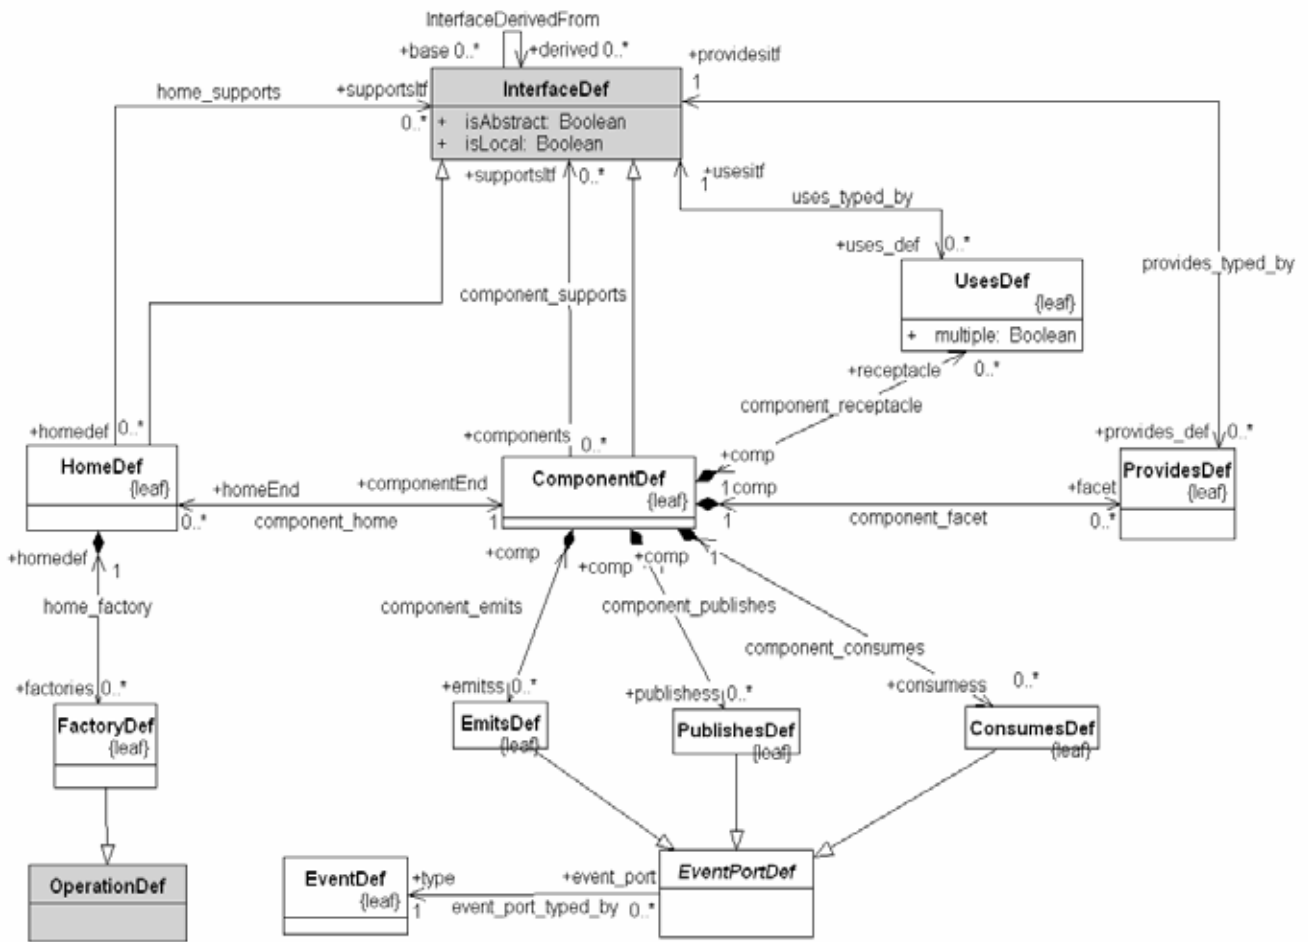 InterfaceDerivedFrom
+base 0..* +derived 0..*
+providesitf
home_supports +supportsItf InterfaceDef 1
0..* + isAbstract: Boolean
+ isLocal: Boolean
+supportsItf 0..* +usesitf
1
uses_typed_by
+uses_def 0..*
provides_typed_by
UsesDef
{leaf}
component_supports
+ multiple: Boolean
+receptacle 0..*
component_receptacle
+homedef 0..* +components 0..* +provides_def 0..*
+comp
HomeDef ComponentDef ProvidesDef
{leaf} {leaf} {leaf}
+homeEnd +componentEnd 1 comp +facet
0..* component_home 1 1 component_facet 0..*
+homedef 1 +comp +comp +comp 1
home_factory component_emits component_publishes
component_consumes
+factories 0..* +emitss 0..* +publishess 0..* +consumess 0..*
FactoryDef EmitsDef PublishesDef ConsumesDef
{leaf} {leaf} {leaf} {leaf}
OperationDef EventDef +type +event_port EventPortDef
{leaf} 1 event_port_typed_by 0..*